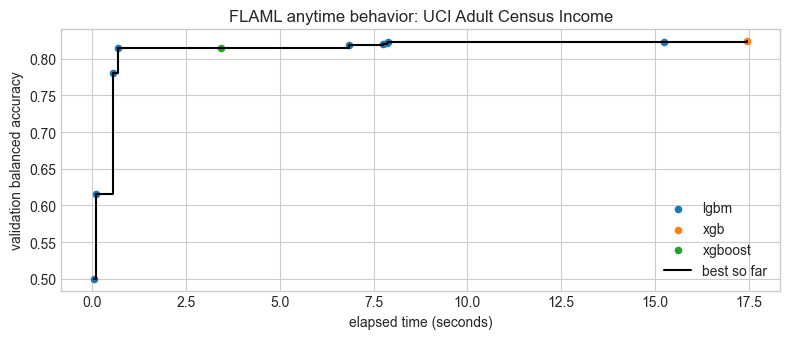 FLAML anytime behavior: UCI Adult Census Income
validation balanced accuracy
0.80
0.75
0.70
0.65
0.60
0.55
0.50
lgbm
xgb
xgboost
best so far
0.0 2.5 5.0 7.5 10.0 12.5 15.0 17.5
elapsed time (seconds)